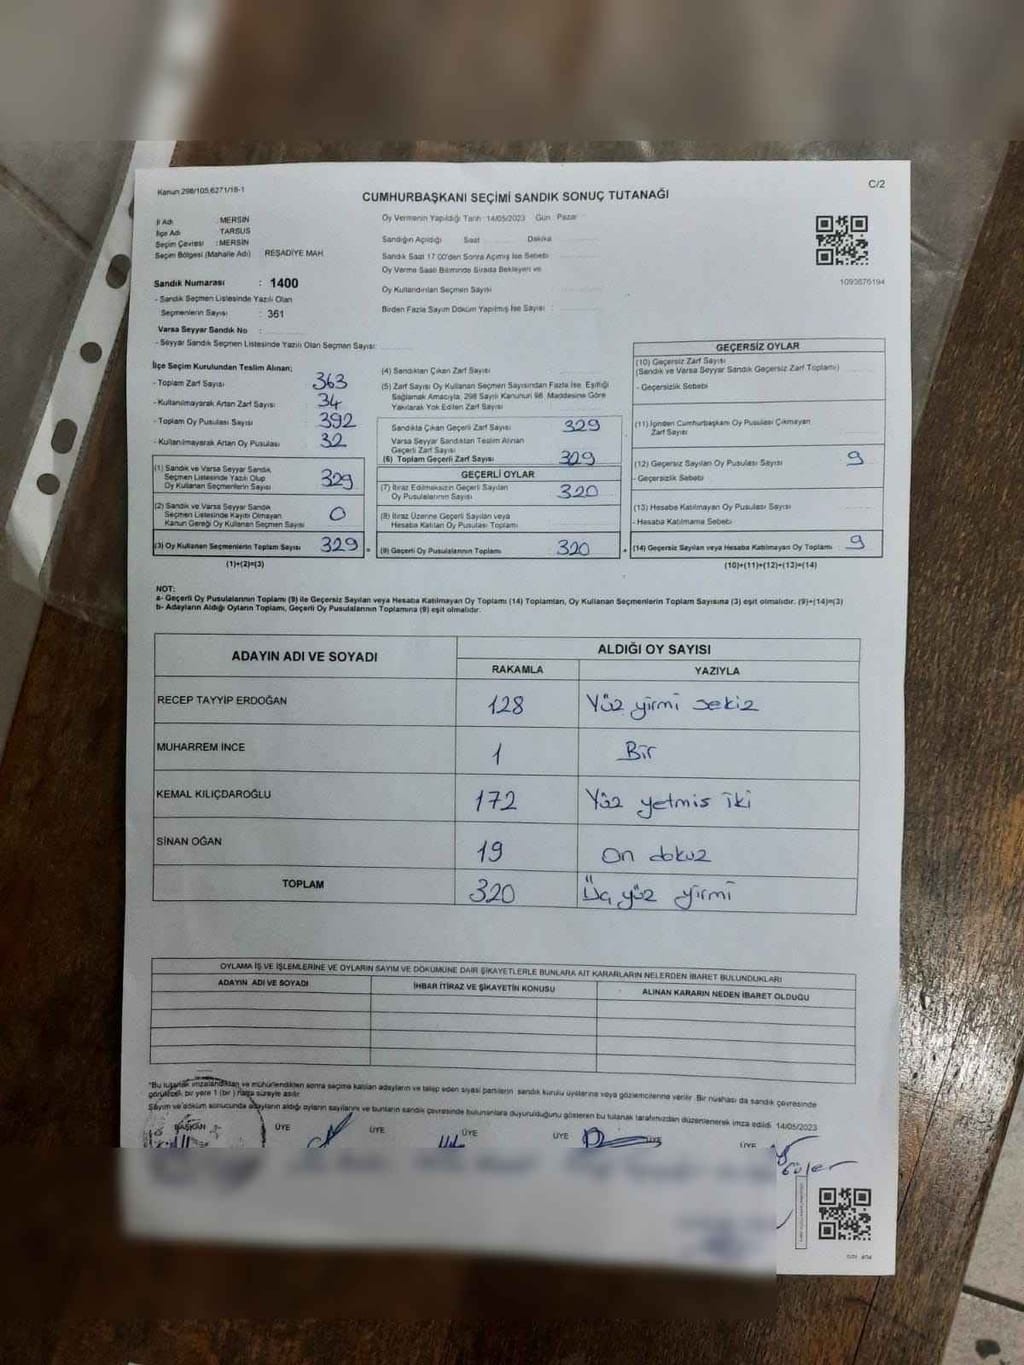 Kanun 298/105,6271/18-1
C/2
CUMHURBAŞKANI SEÇİMİ SANDIK SONUÇ TUTANAĞI
İl Adı : MERSİN
İlçe Adı TARSUS
Seçim Çevresi : MERSİN
Seçim Bölgesi (Mahalle Adı) REŞADİYE MAH.
Oy Vermenin Yapıldığı Tarih :14/05/2023 Gün : Pazar
Sandığın Açıldığı Saat Dakika
Sandık Saat 17.00'den Sonra Açılmış İse Sebebi
Oy Verme Saati Bitiminde Sırada Bekleyen ve
Oy Kullandırılan Seçmen Sayısı
Birden Fazla Sayım Döküm Yapılmış İse Sayısı :
1093676194
Sandık Numarası : 1400
- Sandık Seçmen Listesinde Yazılı Olan
Seçmenlerin Sayısı : 361
Varsa Seyyar Sandık No :
- Seyyar Sandık Seçmen Listesinde Yazılı Olan Seçmen Sayısı:
İlçe Seçim Kurulundan Teslim Alınan;
- Toplam Zarf Sayısı 363
- Kullanılmayarak Artan Zarf Sayısı 34
- Toplam Oy Pusulası Sayısı 392
- Kullanılmayarak Artan Oy Pusulası 32
(1) Sandık ve Varsa Seyyar Sandık
Seçmen Listesinde Yazılı Olup
Oy Kullanan Seçmenlerin Sayısı 329
(2) Sandık ve Varsa Seyyar Sandık
Seçmen Listesinde Kaydı Olmayan
Kanun Gereği Oy Kullanan Seçmen Sayısı 0
(3) Oy Kullanan Seçmenlerin Toplam Sayısı 329
(1)+(2)=(3)
(4) Sandıktan Çıkan Zarf Sayısı
(5) Zarf Sayısı Oy Kullanan Seçmen Sayısından Fazla İse, Eşitliği
Sağlamak Amacıyla, 298 Sayılı Kanunun 98. Maddesine Göre
Yakılarak Yok Edilen Zarf Sayısı
Sandıkta Çıkan Geçerli Zarf Sayısı 329
Varsa Seyyar Sandıktan Teslim Alınan
Geçerli Zarf Sayısı
(6) Toplam Geçerli Zarf Sayısı 329
GEÇERLİ OYLAR
(7) İtiraz Edilmeksizin Geçerli Sayılan
Oy Pusulalarının Sayısı 320
(8) İtiraz Üzerine Geçerli Sayılan veya
Hesaba Katılan Oy Pusulası Toplamı
(9) Geçerli Oy Pusulalarının Toplamı 320
GEÇERSİZ OYLAR
(10) Geçersiz Zarf Sayısı
(Sandık ve Varsa Seyyar Sandık Geçersiz Zarf Toplamı)
- Geçersizlik Sebebi
(11) İçinden Cumhurbaşkanı Oy Pusulası Çıkmayan
Zarf Sayısı
(12) Geçersiz Sayılan Oy Pusulası Sayısı 9
- Geçersizlik Sebebi
(13) Hesaba Katılmayan Oy Pusulası Sayısı
- Hesaba Katılmama Sebebi
(14) Geçersiz Sayılan veya Hesaba Katılmayan Oy Toplamı 9
(10)+(11)+(12)+(13)=(14)
NOT:
a- Geçerli Oy Pusulalarının Toplamı (9) ile Geçersiz Sayılan veya Hesaba Katılmayan Oy Toplamı (14) Toplamları, Oy Kullanan Seçmenlerin Toplam Sayısına (3) eşit olmalıdır. (9)+(14)=(3)
b- Adayların Aldığı Oyların Toplamı, Geçerli Oy Pusulalarının Toplamına (9) eşit olmalıdır.
ADAYIN ADI VE SOYADI ALDIĞI OY SAYISI
RAKAMLA YAZIYLA
RECEP TAYYİP ERDOĞAN 128 Yüz yirmi sekiz
MUHARREM İNCE 1 Bir
KEMAL KILIÇDAROĞLU 172 Yüz yetmis iki
SİNAN OĞAN 19 On dokuz
TOPLAM 320 Üç yüz yirmi
OYLAMA İŞ VE İŞLEMLERİNE VE OYLARIN SAYIM VE DÖKÜMÜNE DAİR ŞİKAYETLERLE BUNLARA AİT KARARLARIN NELERDEN İBARET BULUNDUKLARI
ADAYIN ADI VE SOYADI İHBAR İTİRAZ VE ŞİKAYETİN KONUSU ALINAN KARARIN NEDEN İBARET OLDUĞU
*Bu tutanak imzalandıktan ve mühürlendikten sonra seçime katılan adayların ve talep eden siyasi partilerin sandık kurulu üyelerine veya gözlemcilerine verilir. Bir nüshası da sandık çevresinde
görülecek bir yere 1 (bir) hafta süreyle asılır.
Sayım ve döküm sonucunda adayların aldığı oyların sayılarını ve bunların sandık çevresinde bulunanlara duyurulduğunu gösteren bu tutanak tarafımızdan düzenlenerek imza edildi. 14/05/2023
BAŞKAN ÜYE ÜYE ÜYE ÜYE ÜYE ÜYE